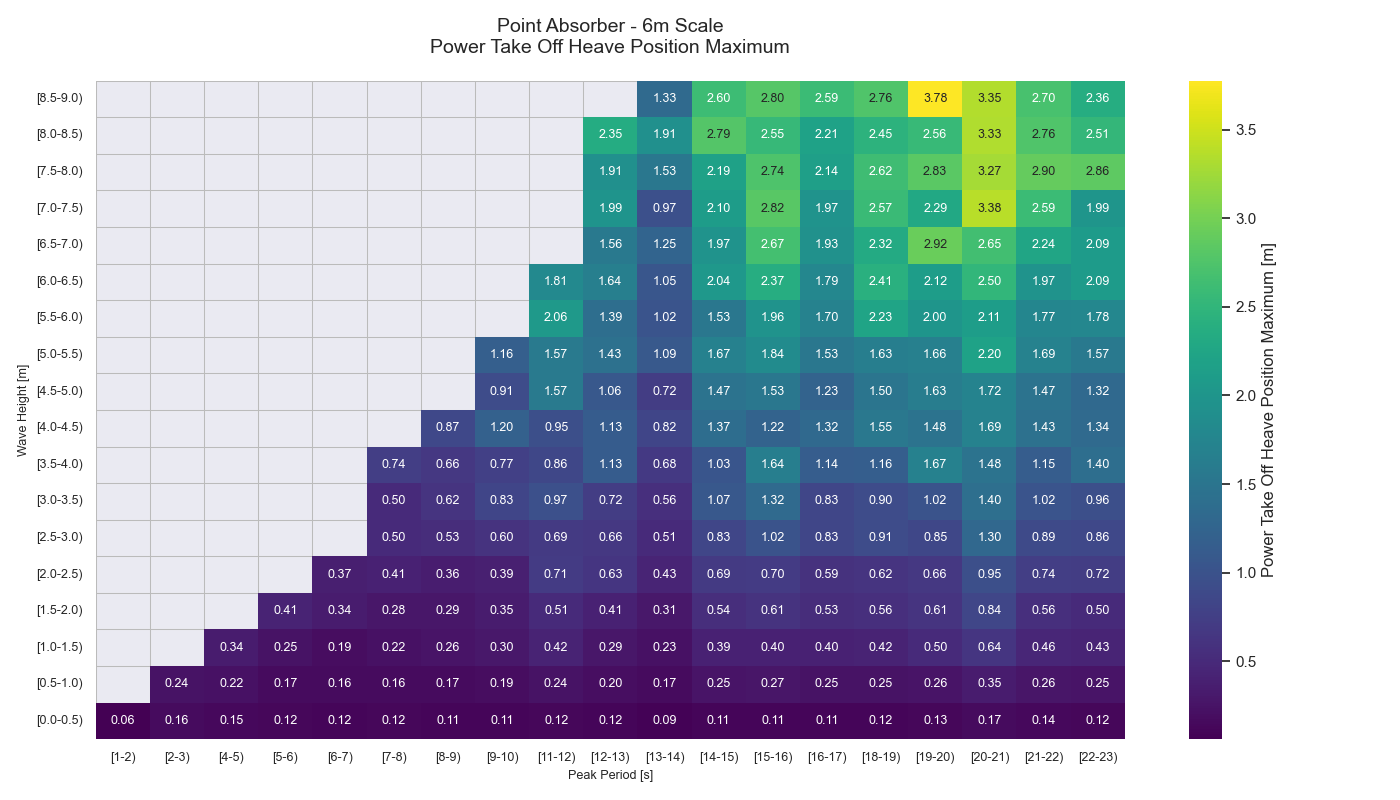 Point Absorber - 6m Scale
Power Take Off Heave Position Maximum
[8.5-9.0) 1.33 2.60 2.80 2.59 2.76 3.78 3.35 2.70 2.36
[8.0-8.5) 2.35 1.91 2.79 2.55 2.21 2.45 2.56 3.33 2.76 2.51
[7.5-8.0) 1.91 1.53 2.19 2.74 2.14 2.62 2.83 3.27 2.90 2.86
[7.0-7.5) 1.99 0.97 2.10 2.82 1.97 2.57 2.29 3.38 2.59 1.99
[6.5-7.0) 1.56 1.25 1.97 2.67 1.93 2.32 2.92 2.65 2.24 2.09
[6.0-6.5) 1.81 1.64 1.05 2.04 2.37 1.79 2.41 2.12 2.50 1.97 2.09
[5.5-6.0) 2.06 1.39 1.02 1.53 1.96 1.70 2.23 2.00 2.11 1.77 1.78
[5.0-5.5) 1.16 1.57 1.43 1.09 1.67 1.84 1.53 1.63 1.66 2.20 1.69 1.57
[4.5-5.0) 0.91 1.57 1.06 0.72 1.47 1.53 1.23 1.50 1.63 1.72 1.47 1.32
[4.0-4.5) 0.87 1.20 0.95 1.13 0.82 1.37 1.22 1.32 1.55 1.48 1.69 1.43 1.34
[3.5-4.0) 0.74 0.66 0.77 0.86 1.13 0.68 1.03 1.64 1.14 1.16 1.67 1.48 1.15 1.40
[3.0-3.5) 0.50 0.62 0.83 0.97 0.72 0.56 1.07 1.32 0.83 0.90 1.02 1.40 1.02 0.96
[2.5-3.0) 0.50 0.53 0.60 0.69 0.66 0.51 0.83 1.02 0.83 0.91 0.85 1.30 0.89 0.86
[2.0-2.5) 0.37 0.41 0.36 0.39 0.71 0.63 0.43 0.69 0.70 0.59 0.62 0.66 0.95 0.74 0.72
[1.5-2.0) 0.41 0.34 0.28 0.29 0.35 0.51 0.41 0.31 0.54 0.61 0.53 0.56 0.61 0.84 0.56 0.50
[1.0-1.5) 0.34 0.25 0.19 0.22 0.26 0.30 0.42 0.29 0.23 0.39 0.40 0.40 0.42 0.50 0.64 0.46 0.43
[0.5-1.0) 0.24 0.22 0.17 0.16 0.16 0.17 0.19 0.24 0.20 0.17 0.25 0.27 0.25 0.25 0.26 0.35 0.26 0.25
[0.0-0.5) 0.06 0.16 0.15 0.12 0.12 0.12 0.11 0.11 0.12 0.12 0.09 0.11 0.11 0.11 0.12 0.13 0.17 0.14 0.12
[1-2) [2-3) [4-5) [5-6) [6-7) [7-8) [8-9) [9-10) [11-12) [12-13) [13-14) [14-15) [15-16) [16-17) [18-19) [19-20) [20-21) [21-22) [22-23)
Peak Period [s]
Wave Height [m]
3.5
3.0
2.5
2.0
1.5
1.0
0.5
Power Take Off Heave Position Maximum [m]